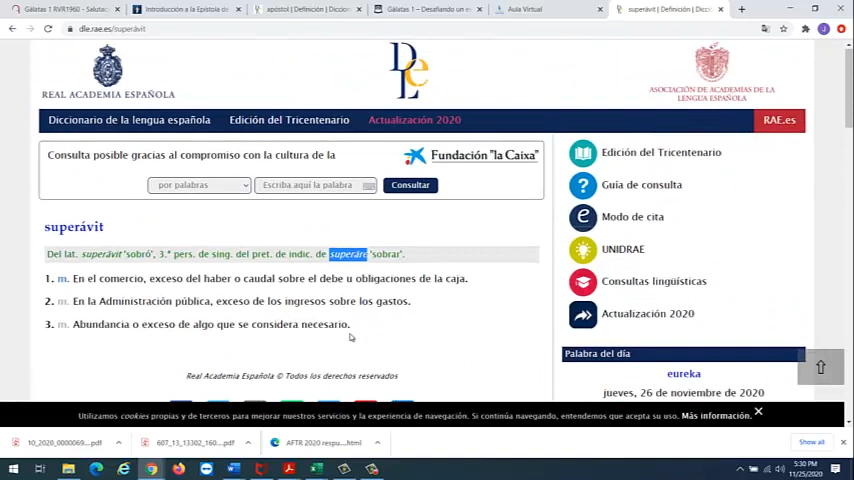 Gálatas 1 RVR1960 - Salutac
Introducción a la Epístola de
apóstol | Definición | Diccion
Gálatas 1 – Desafiando un e
Aula Virtual
superávit | Definición | Dicci
dle.rae.es/superávit
REAL ACADEMIA ESPAÑOLA
DLe
ASOCIACIÓN DE ACADEMIAS DE
LA LENGUA ESPAÑOLA
Diccionario de la lengua española Edición del Tricentenario Actualización 2020 RAE.es
Consulta posible gracias al compromiso con la cultura de la
Fundación "la Caixa"
por palabras
Escriba aquí la palabra
Consultar
superávit
Del lat. superāvit 'sobró', 3.ª pers. de sing. del pret. de indic. de superāre 'sobrar'.
1. m. En el comercio, exceso del haber o caudal sobre el debe u obligaciones de la caja.
2. m. En la Administración pública, exceso de los ingresos sobre los gastos.
3. m. Abundancia o exceso de algo que se considera necesario.
Real Academia Española © Todos los derechos reservados
Edición del Tricentenario
Guía de consulta
Modo de cita
UNIDRAE
Consultas lingüísticas
Actualización 2020
Palabra del día
eureka
jueves, 26 de noviembre de 2020
Utilizamos cookies propias y de terceros para mejorar nuestros servicios y la experiencia de navegación. Si continúa navegando, entendemos que acepta su uso. Más información.
10_2020_0000069....pdf
607_13_13302_160....pdf
AFTR 2020 respu....html
Show all
5:30 PM
11/25/2020